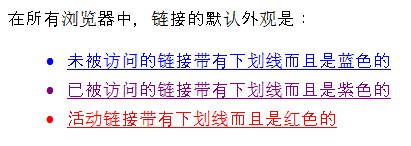 在所有浏览器中，链接的默认外观是：
未被访问的链接带有下划线而且是蓝色的
已被访问的链接带有下划线而且是紫色的
活动链接带有下划线而且是红色的